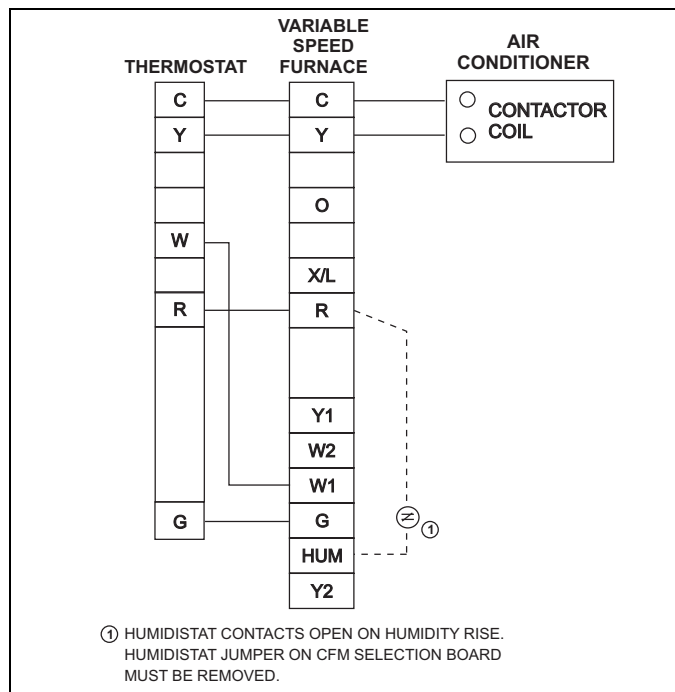 VARIABLE
SPEED
FURNACE
THERMOSTAT
AIR
CONDITIONER
C
C
CONTACTOR
COIL
Y
Y
O
W
X/L
R
R
Y1
W2
W1
G
G
1
HUM
Y2
1 HUMIDISTAT CONTACTS OPEN ON HUMIDITY RISE.
HUMIDISTAT JUMPER ON CFM SELECTION BOARD
MUST BE REMOVED.